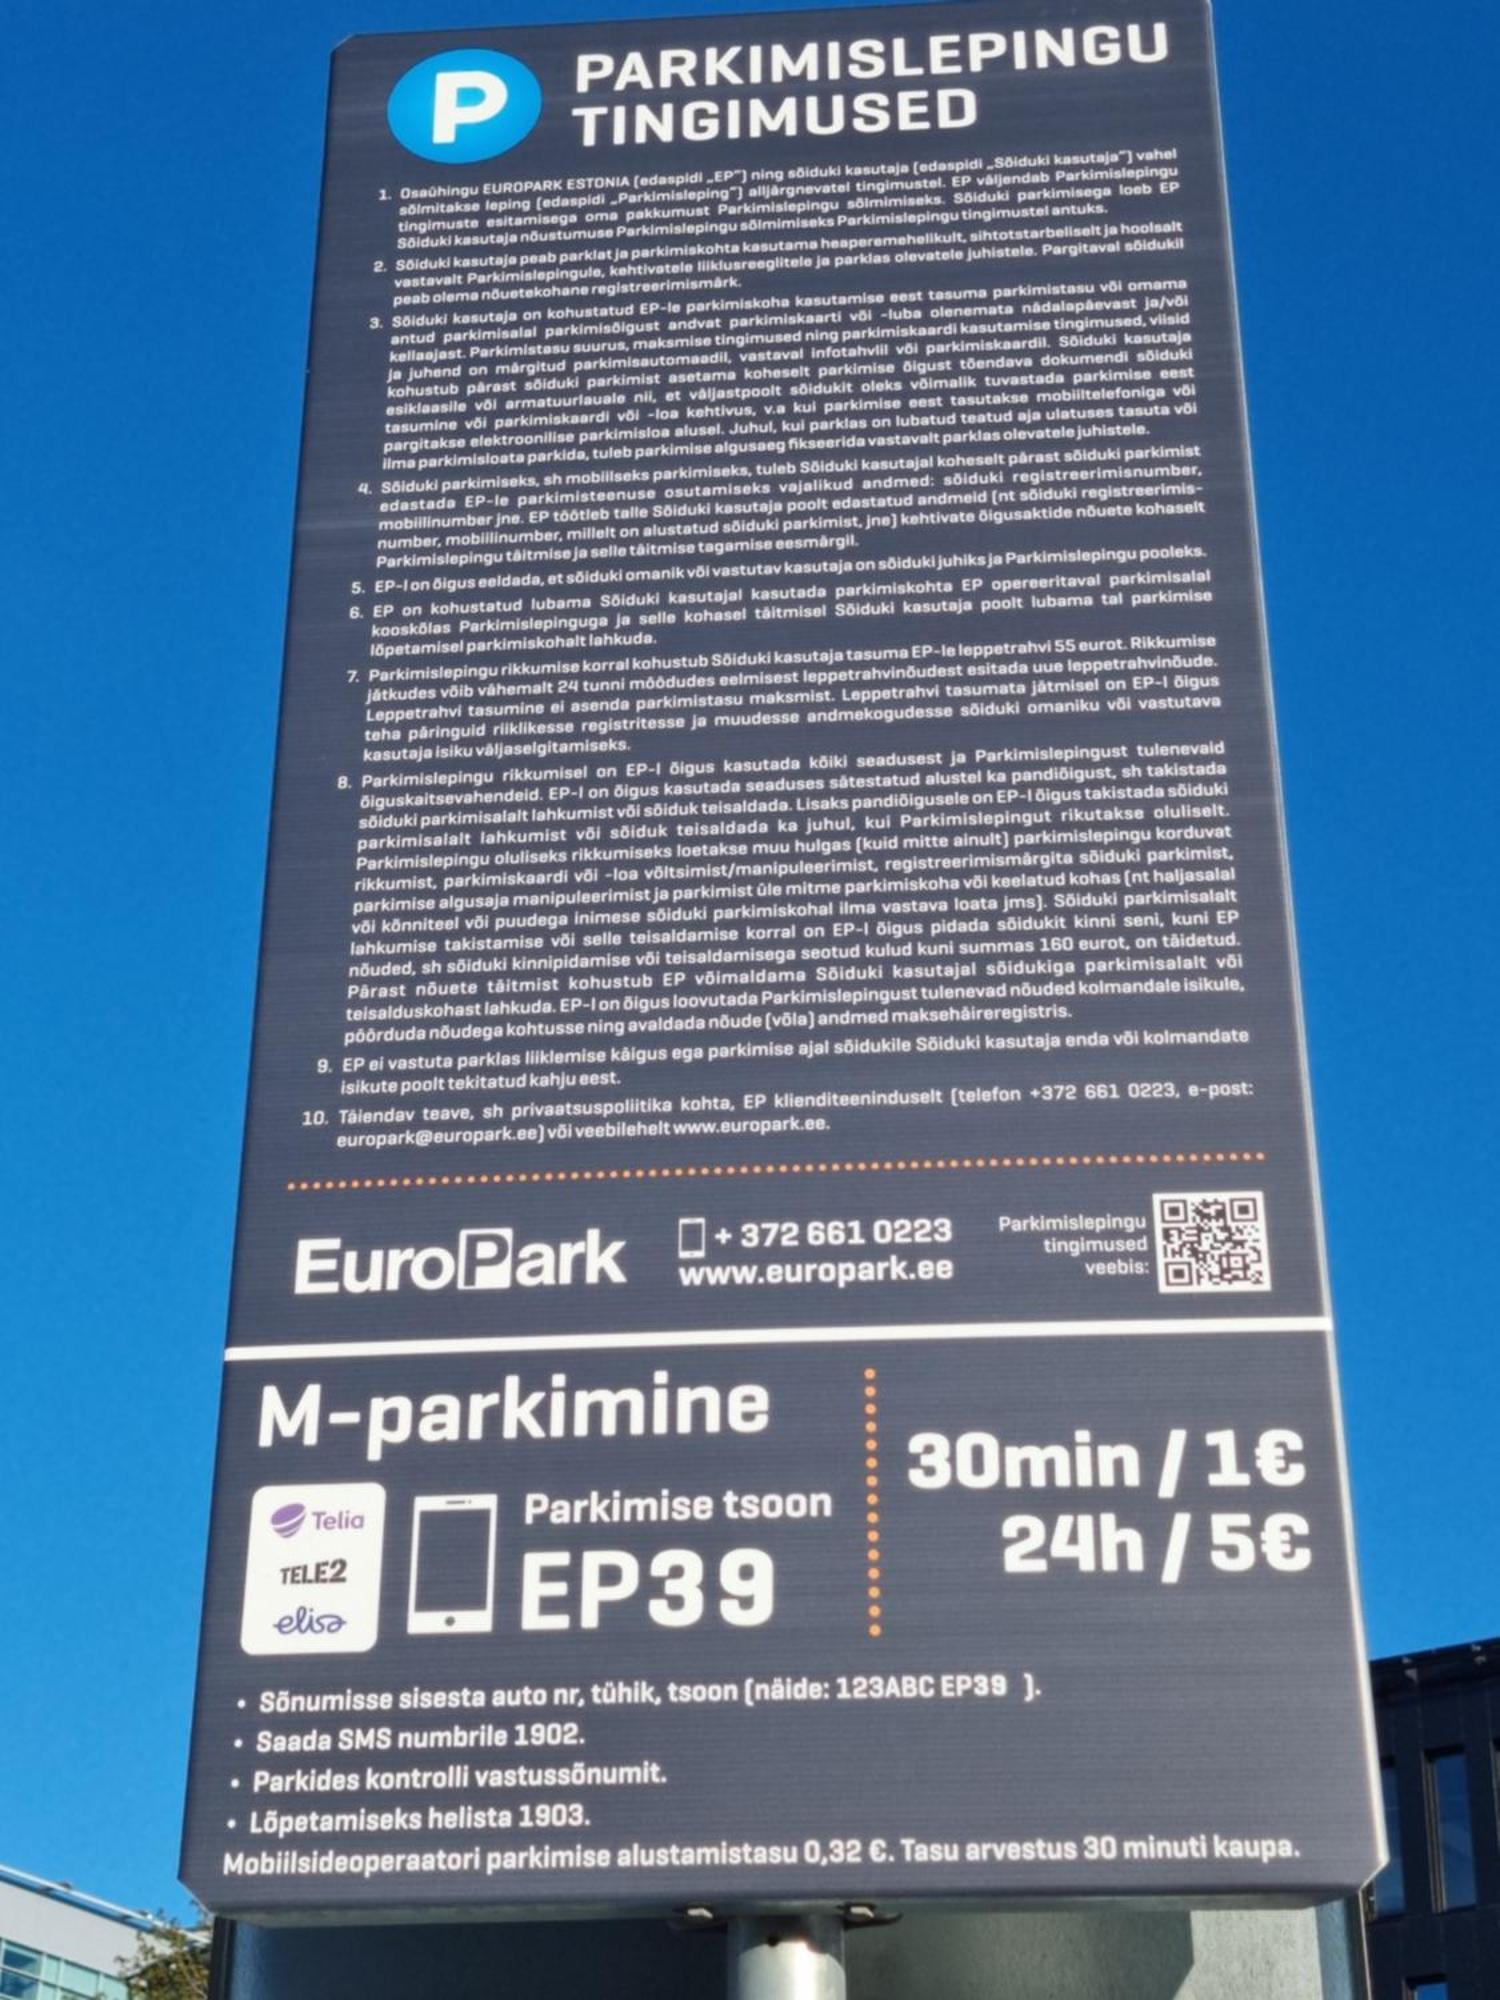 P
PARKIMISLEPINGU
TINGIMUSED
1. Osaühingu EUROPARK ESTONIA (edaspidi „EP") ning sõiduki kasutaja (edaspidi „Sõiduki kasutaja") vahel
sõlmitakse leping (edaspidi „Parkimisleping") alljärgnevatel tingimustel. EP väljendab Parkimislepingu
tingimuste esitamisega oma pakkumust Parkimislepingu sõlmimiseks. Sõiduki parkimisega loeb EP
Sõiduki kasutaja nõustumuse Parkimislepingu sõlmimiseks Parkimislepingu tingimustel antuks.
2. Sõiduki kasutaja peab parklat ja parkimiskohta kasutama heaperemehelikult, sihtotstarbeliselt ja hoolsalt
vastavalt Parkimislepingule, kehtivatele liiklusreeglitele ja parklas olevatele juhistele. Pargitaval sõidukil
peab olema nõuetekohane registreerimismärk.
3. Sõiduki kasutaja on kohustatud EP-le parkimiskoha kasutamise eest tasuma parkimistasu või omama
antud parkimisalal parkimisõigust andvat parkimiskaarti või -luba olenemata nädalapäevast ja/või
kellaajast. Parkimistasu suurus, maksmise tingimused ning parkimiskaardi kasutamise tingimused, viisid
ja juhend on märgitud parkimisautomaadil, vastaval infotahvlil või parkimiskaardil. Sõiduki kasutaja
kohustub pärast sõiduki parkimist asetama koheselt parkimise õigust tõendava dokumendi sõiduki
esiklaasile või armatuurlauale nii, et väljastpoolt sõidukit oleks võimalik tuvastada parkimise eest
tasumine või parkimiskaardi või -loa kehtivus, v.a kui parkimise eest tasutakse mobiiltelefoniga või
pargitakse elektroonilise parkimisloa alusel. Juhul, kui parklas on lubatud teatud aja ulatuses tasuta või
ilma parkimisloata parkida, tuleb parkimise algusaeg fikseerida vastavalt parklas olevatele juhistele.
4. Sõiduki parkimiseks, sh mobiilseks parkimiseks, tuleb Sõiduki kasutajal koheselt pärast sõiduki parkimist
edastada EP-le parkimisteenuse osutamiseks vajalikud andmed: sõiduki registreerimisnumber,
mobiilinumber jne. EP töötleb talle Sõiduki kasutaja poolt edastatud andmeid (nt sõiduki registreerimis-
number, mobiilinumber, millelt on alustatud sõiduki parkimist, jne) kehtivate õigusaktide nõuete kohaselt
Parkimislepingu täitmise ja selle täitmise tagamise eesmärgil.
5. EP-l on õigus eeldada, et sõiduki omanik või vastutav kasutaja on sõiduki juhiks ja Parkimislepingu pooleks.
6. EP on kohustatud lubama Sõiduki kasutajal kasutada parkimiskohta EP opereeritaval parkimisalal
kooskõlas Parkimislepinguga ja selle kohasel täitmisel Sõiduki kasutaja poolt lubama tal parkimise
lõpetamisel parkimiskohalt lahkuda.
7. Parkimislepingu rikkumise korral kohustub Sõiduki kasutaja tasuma EP-le leppetrahvi 55 eurot. Rikkumise
jätkudes võib vähemalt 24 tunni möödudes eelmisest leppetrahvinõudest esitada uue leppetrahvinõude.
Leppetrahvi tasumine ei asenda parkimistasu maksmist. Leppetrahvi tasumata jätmisel on EP-l õigus
teha päringuid riiklikesse registritesse ja muudesse andmekogudesse sõiduki omaniku või vastutava
kasutaja isiku väljaselgitamiseks.
8. Parkimislepingu rikkumisel on EP-l õigus kasutada kõiki seadusest ja Parkimislepingust tulenevaid
õiguskaitsevahendeid. EP-l on õigus kasutada seaduses sätestatud alustel ka pandiõigust, sh takistada
sõiduki parkimisalalt lahkumist või sõiduk teisaldada. Lisaks pandiõigusele on EP-l õigus takistada sõiduki
parkimisalalt lahkumist või sõiduk teisaldada ka juhul, kui Parkimislepingut rikutakse oluliselt.
Parkimislepingu oluliseks rikkumiseks loetakse muu hulgas (kuid mitte ainult) parkimislepingu korduvat
rikkumist, parkimiskaardi või -loa võltsimist/manipuleerimist, registreerimismärgita sõiduki parkimist,
parkimise algusaja manipuleerimist ja parkimist üle mitme parkimiskoha või keelatud kohas (nt haljasalal
või kõnniteel või puudega inimese sõiduki parkimiskohal ilma vastava loata jms). Sõiduki parkimisalalt
lahkumise takistamise või selle teisaldamise korral on EP-l õigus pidada sõidukit kinni seni, kuni EP
nõuded, sh sõiduki kinnipidamise või teisaldamisega seotud kulud kuni summas 160 eurot, on täidetud.
Pärast nõuete täitmist kohustub EP võimaldama Sõiduki kasutajal sõidukiga parkimisalalt või
teisalduskohast lahkuda. EP-l on õigus loovutada Parkimislepingust tulenevad nõuded kolmandale isikule,
pöörduda nõudega kohtusse ning avaldada nõude (võla) andmed maksehäireregistris.
9. EP ei vastuta parklas liiklemise käigus ega parkimise ajal sõidukile Sõiduki kasutaja enda või kolmandate
isikute poolt tekitatud kahju eest.
10. Täiendav teave, sh privaatsuspoliitika kohta, EP klienditeeninduselt (telefon +372 661 0223, e-post:
europark@europark.ee) või veebilehelt www.europark.ee.
EuroPark
+ 372 661 0223
www.europark.ee
Parkimislepingu
tingimused
veebis:
M-parkimine
Telia
TELE2
elisa
Parkimise tsoon
EP39
30min / 1€
24h / 5€
• Sõnumisse sisesta auto nr, tühik, tsoon (näide: 123ABC EP39 ).
• Saada SMS numbrile 1902.
• Parkides kontrolli vastussõnumit.
• Lõpetamiseks helista 1903.
Mobiilsideoperaatori parkimise alustamistasu 0,32 €. Tasu arvestus 30 minuti kaupa.